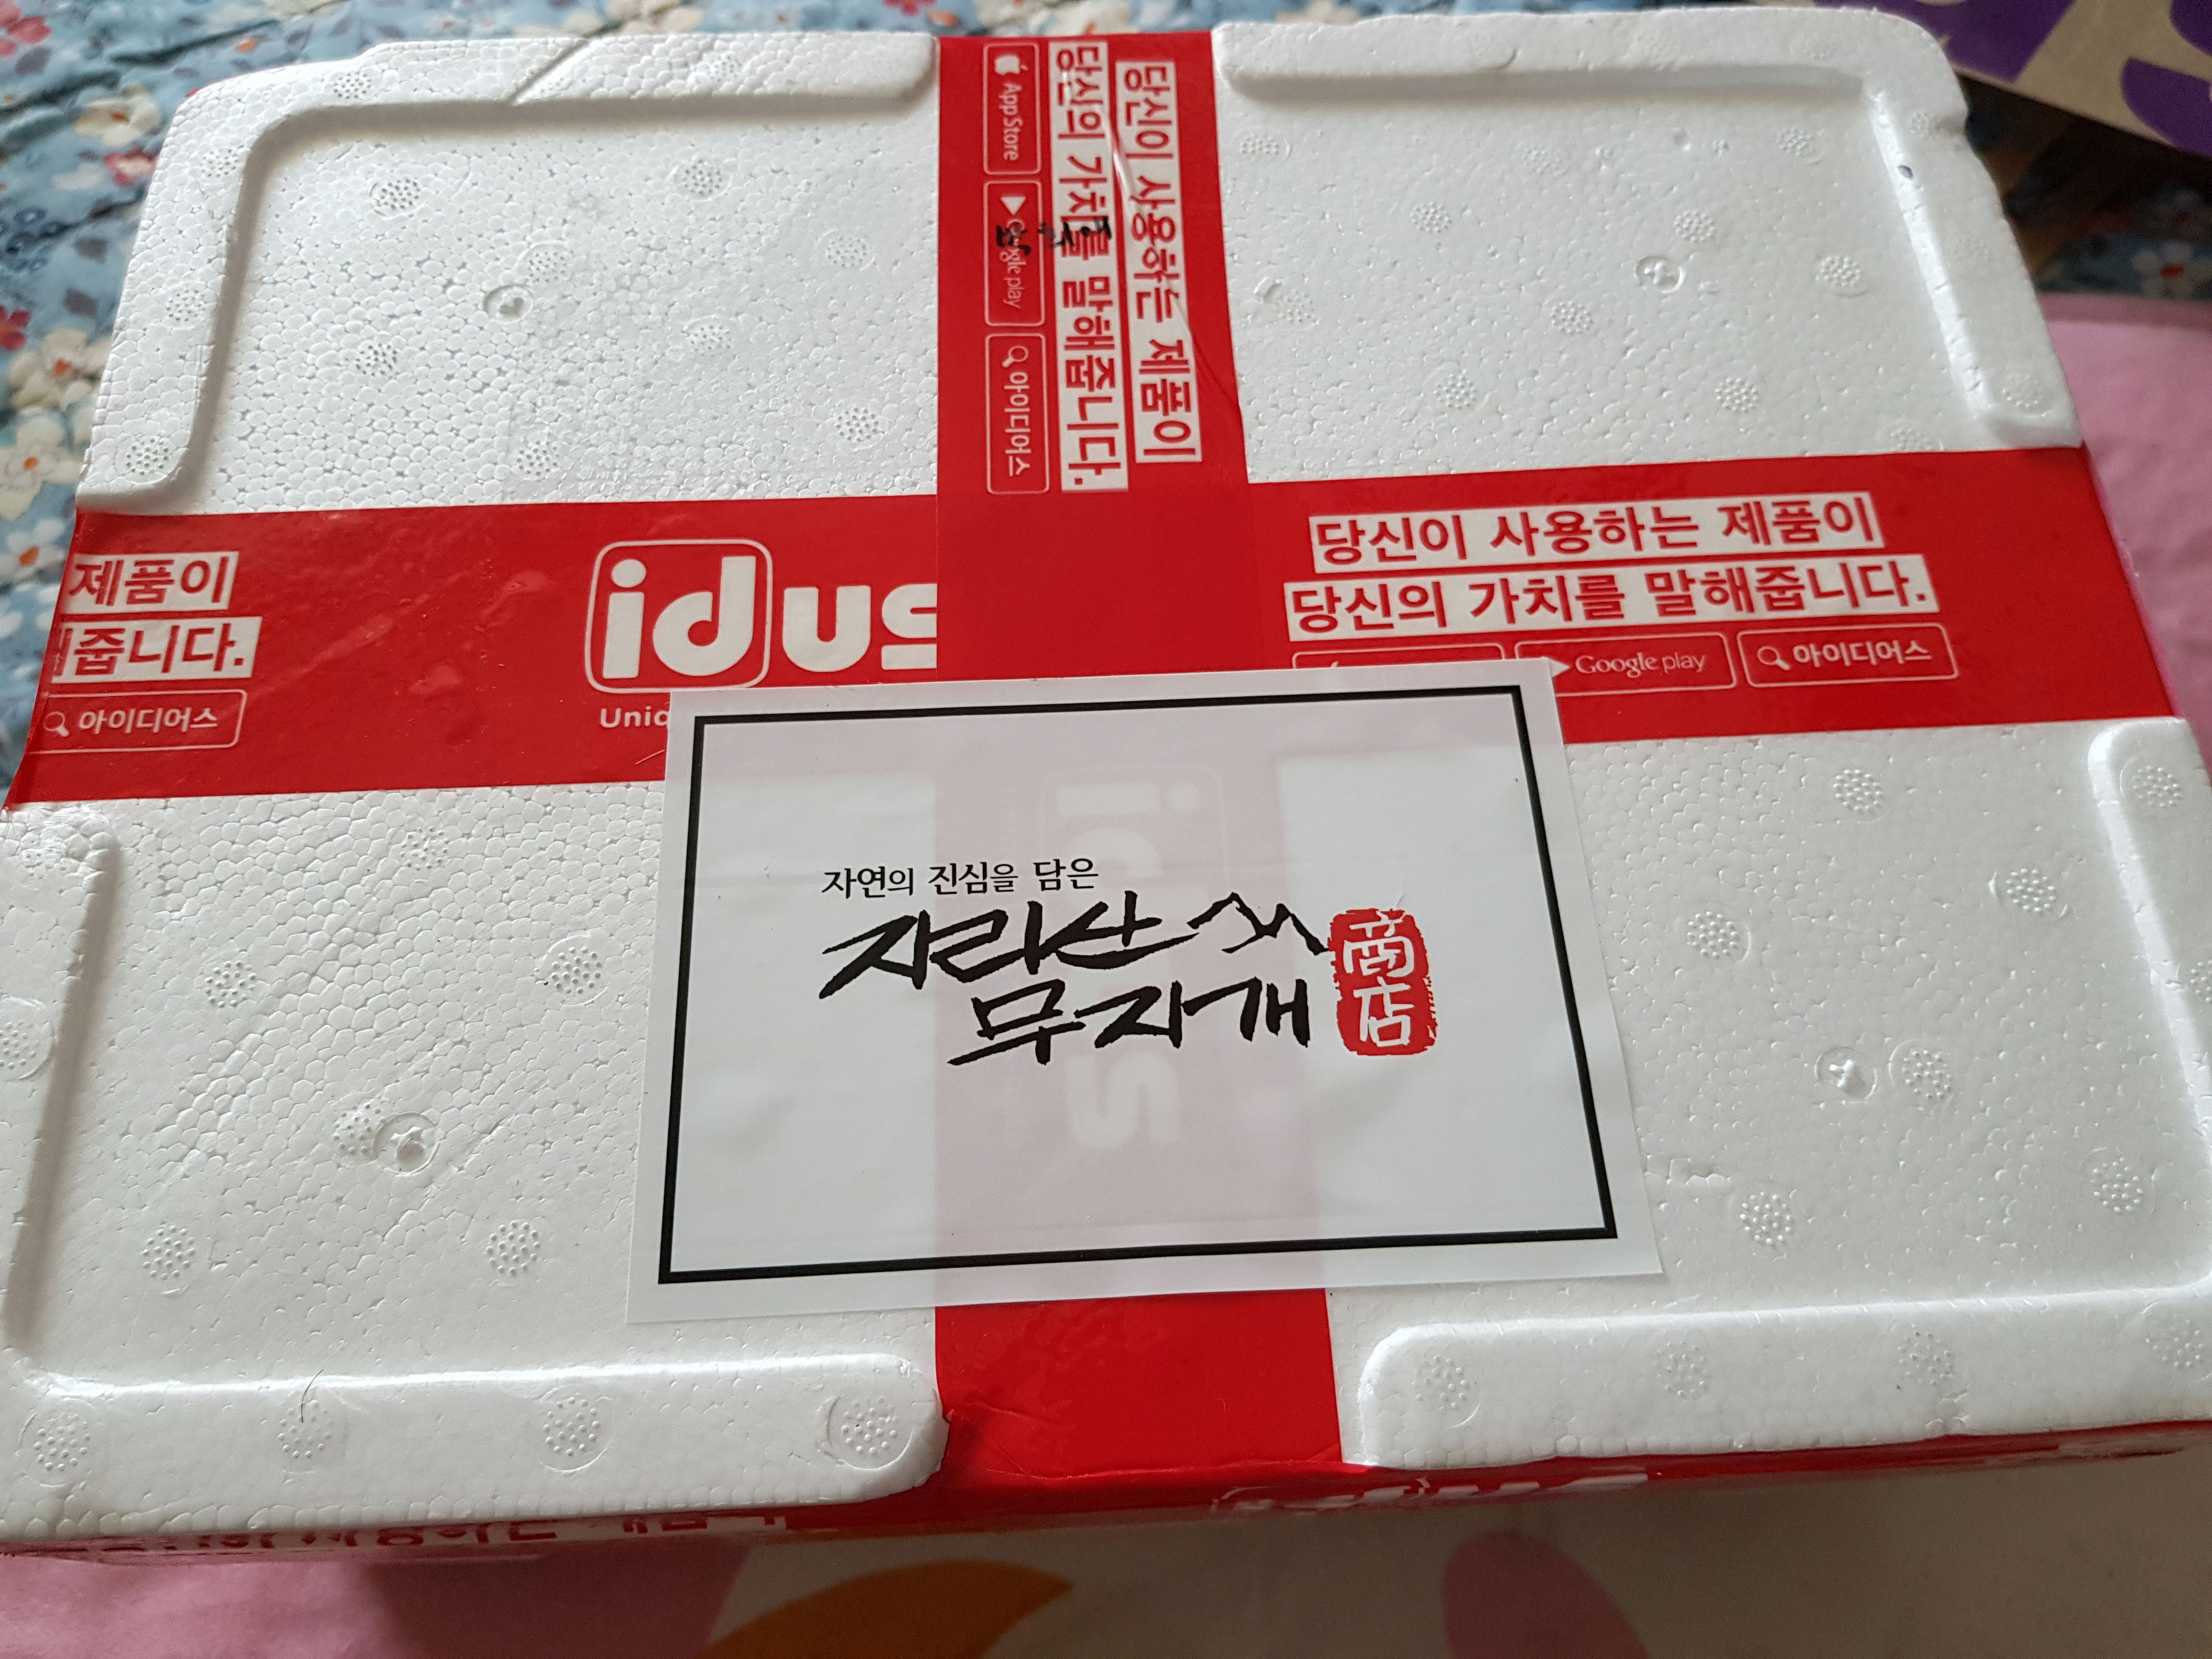 App Store
Google play
아이디어스
당신의 가치를 말해줍니다.
당신이 사용하는 제품이
제품이
줍니다.
아이디어스
idus
당신이 사용하는 제품이
당신의 가치를 말해줍니다.
Google play
아이디어스
자연의 진심을 담은
지리산
무지개
商店
idus